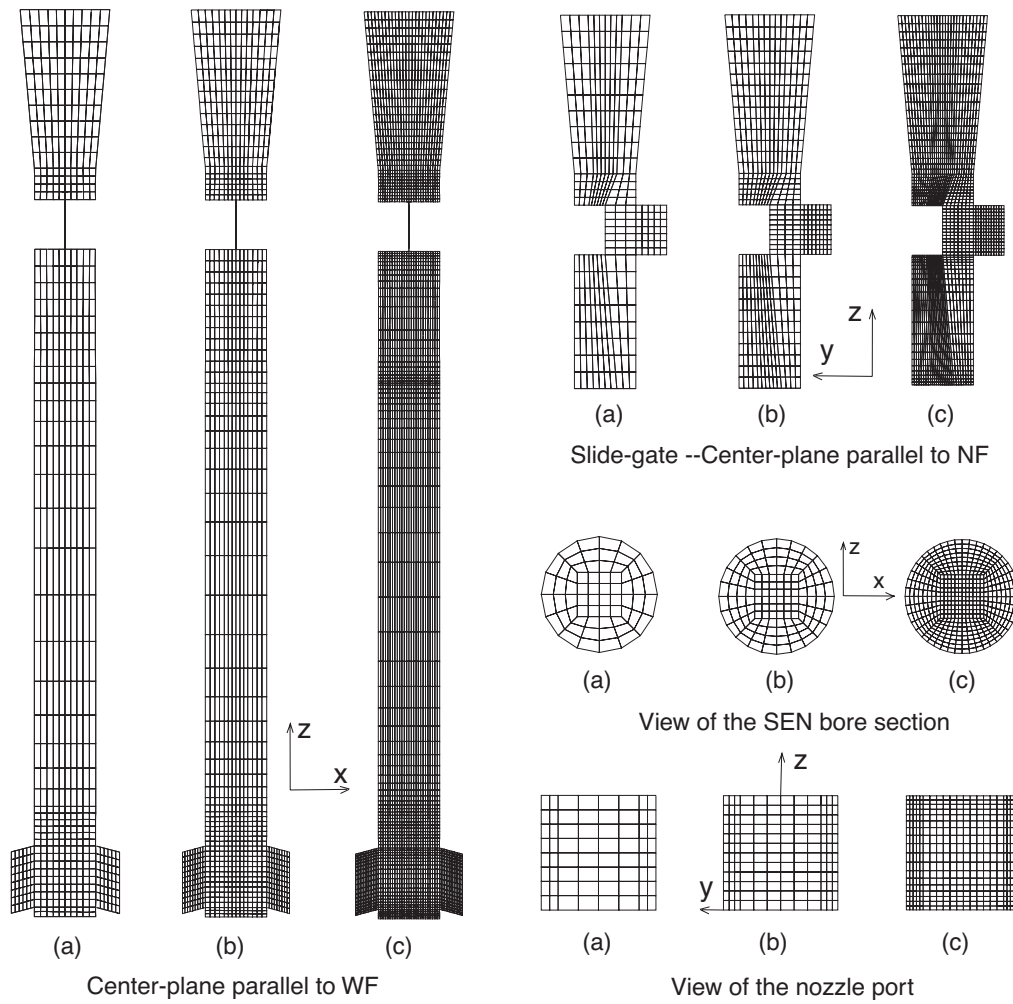 z
x
(a)
(b)
(c)
Center-plane parallel to WF
z
y
(a)
(b)
(c)
Slide-gate --Center-plane parallel to NF
z
x
(a)
(b)
(c)
View of the SEN bore section
z
y
(a)
(b)
(c)
View of the nozzle port